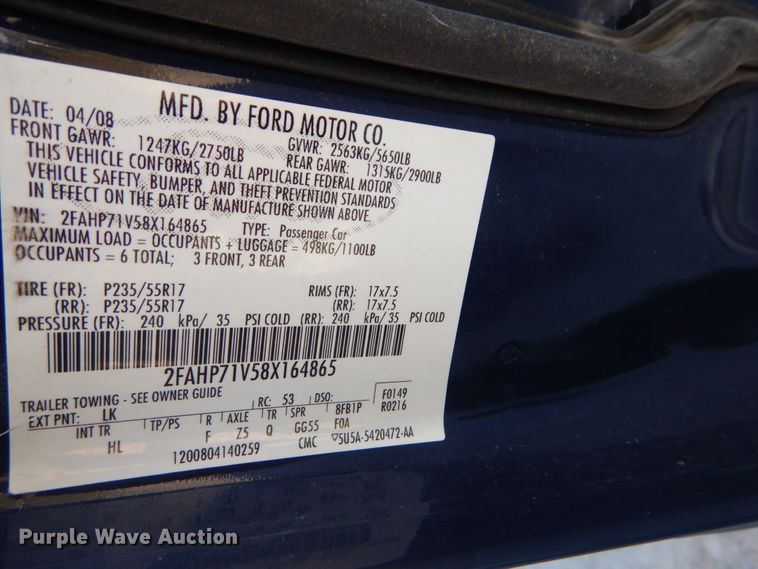 MFD. BY FORD MOTOR CO.
DATE: 04/08 GVWR: 2563KG/5650LB
FRONT GAWR: 1247KG/2750LB REAR GAWR: 1315KG/2900LB
THIS VEHICLE CONFORMS TO ALL APPLICABLE FEDERAL MOTOR
VEHICLE SAFETY, BUMPER, AND THEFT PREVENTION STANDARDS
IN EFFECT ON THE DATE OF MANUFACTURE SHOWN ABOVE.
VIN: 2FAHP71V58X164865 TYPE: Passenger Car
MAXIMUM LOAD = OCCUPANTS + LUGGAGE = 498KG/1100LB
OCCUPANTS = 6 TOTAL; 3 FRONT, 3 REAR
TIRE (FR): P235/55R17 RIMS (FR): 17x7.5
(RR): P235/55R17 (RR): 17x7.5
PRESSURE (FR): 240 kPa/ 35 PSI COLD (RR): 240 kPa/ 35 PSI COLD
2FAHP71V58X164865
TRAILER TOWING - SEE OWNER GUIDE
EXT PNT: LK RC: 53 DSO: F0149
R0216
INT TR TP/PS R AXLE TR SPR 8FB1P
HL F Z5 Q GG55 FOA
1200804140259 CMC ▽5U5A-5420472-AA
Purple Wave Auction